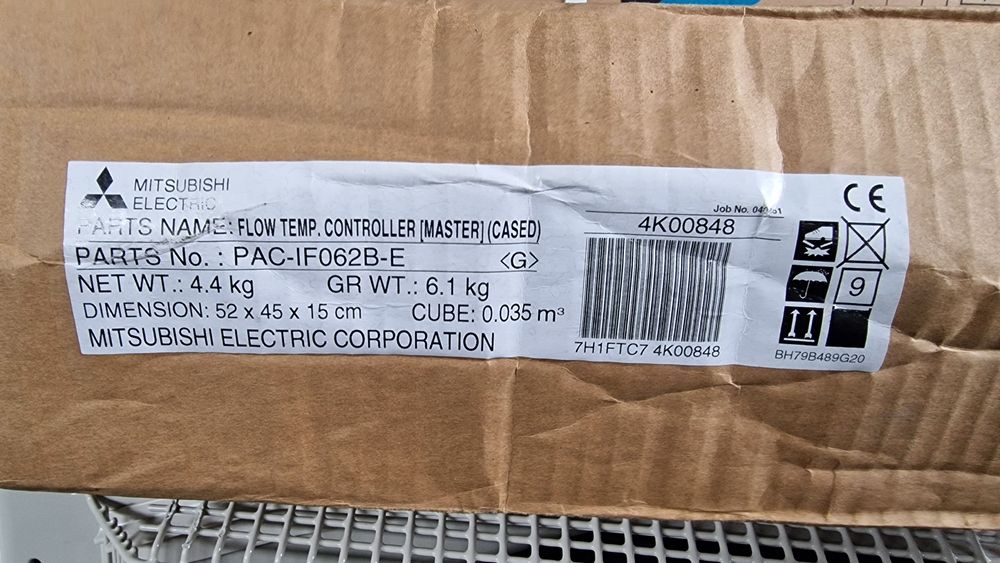 MITSUBISHI
ELECTRIC
PARTS NAME: FLOW TEMP. CONTROLLER [MASTER] (CASED)
PARTS No. : PAC-IF062B-E <G>
NET WT.: 4.4 kg GR WT.: 6.1 kg
DIMENSION: 52 x 45 x 15 cm CUBE: 0.035 m³
MITSUBISHI ELECTRIC CORPORATION
Job No.
4K00848
7H1FTC7 4K00848
CE
9
BH79B489G20